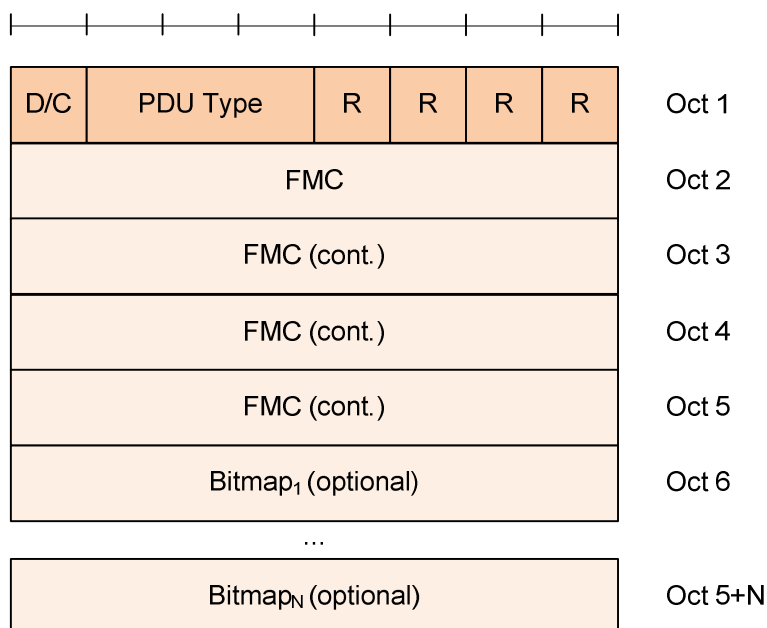 D/C PDU Type R R R R Oct 1
FMC Oct 2
FMC (cont.) Oct 3
FMC (cont.) Oct 4
FMC (cont.) Oct 5
Bitmap₁ (optional) Oct 6
...
Bitmap_N (optional) Oct 5+N